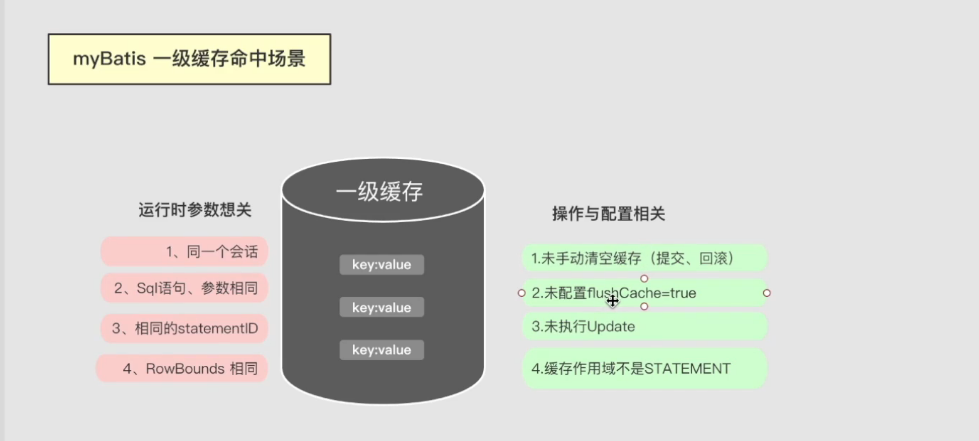 myBatis 一级缓存命中场景
一级缓存
key:value
key:value
key:value
运行时参数想关
1、同一个会话
2、Sql语句、参数相同
3、相同的statementID
4、RowBounds 相同
操作与配置相关
1.未手动清空缓存（提交、回滚）
2.未配置flushCache=true
3.未执行Update
4.缓存作用域不是STATEMENT